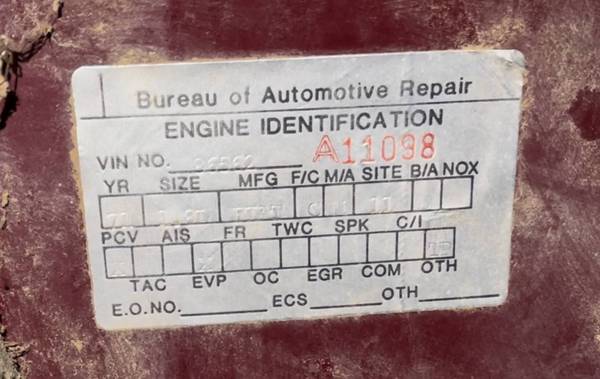 Bureau of Automotive Repair
ENGINE IDENTIFICATION
VIN NO. A11098
YR SIZE MFG F/C M/A SITE B/A NOX
PCV AIS FR TWC SPK C/I
TAC EVP OC EGR COM OTH
E.O.NO. ECS OTH